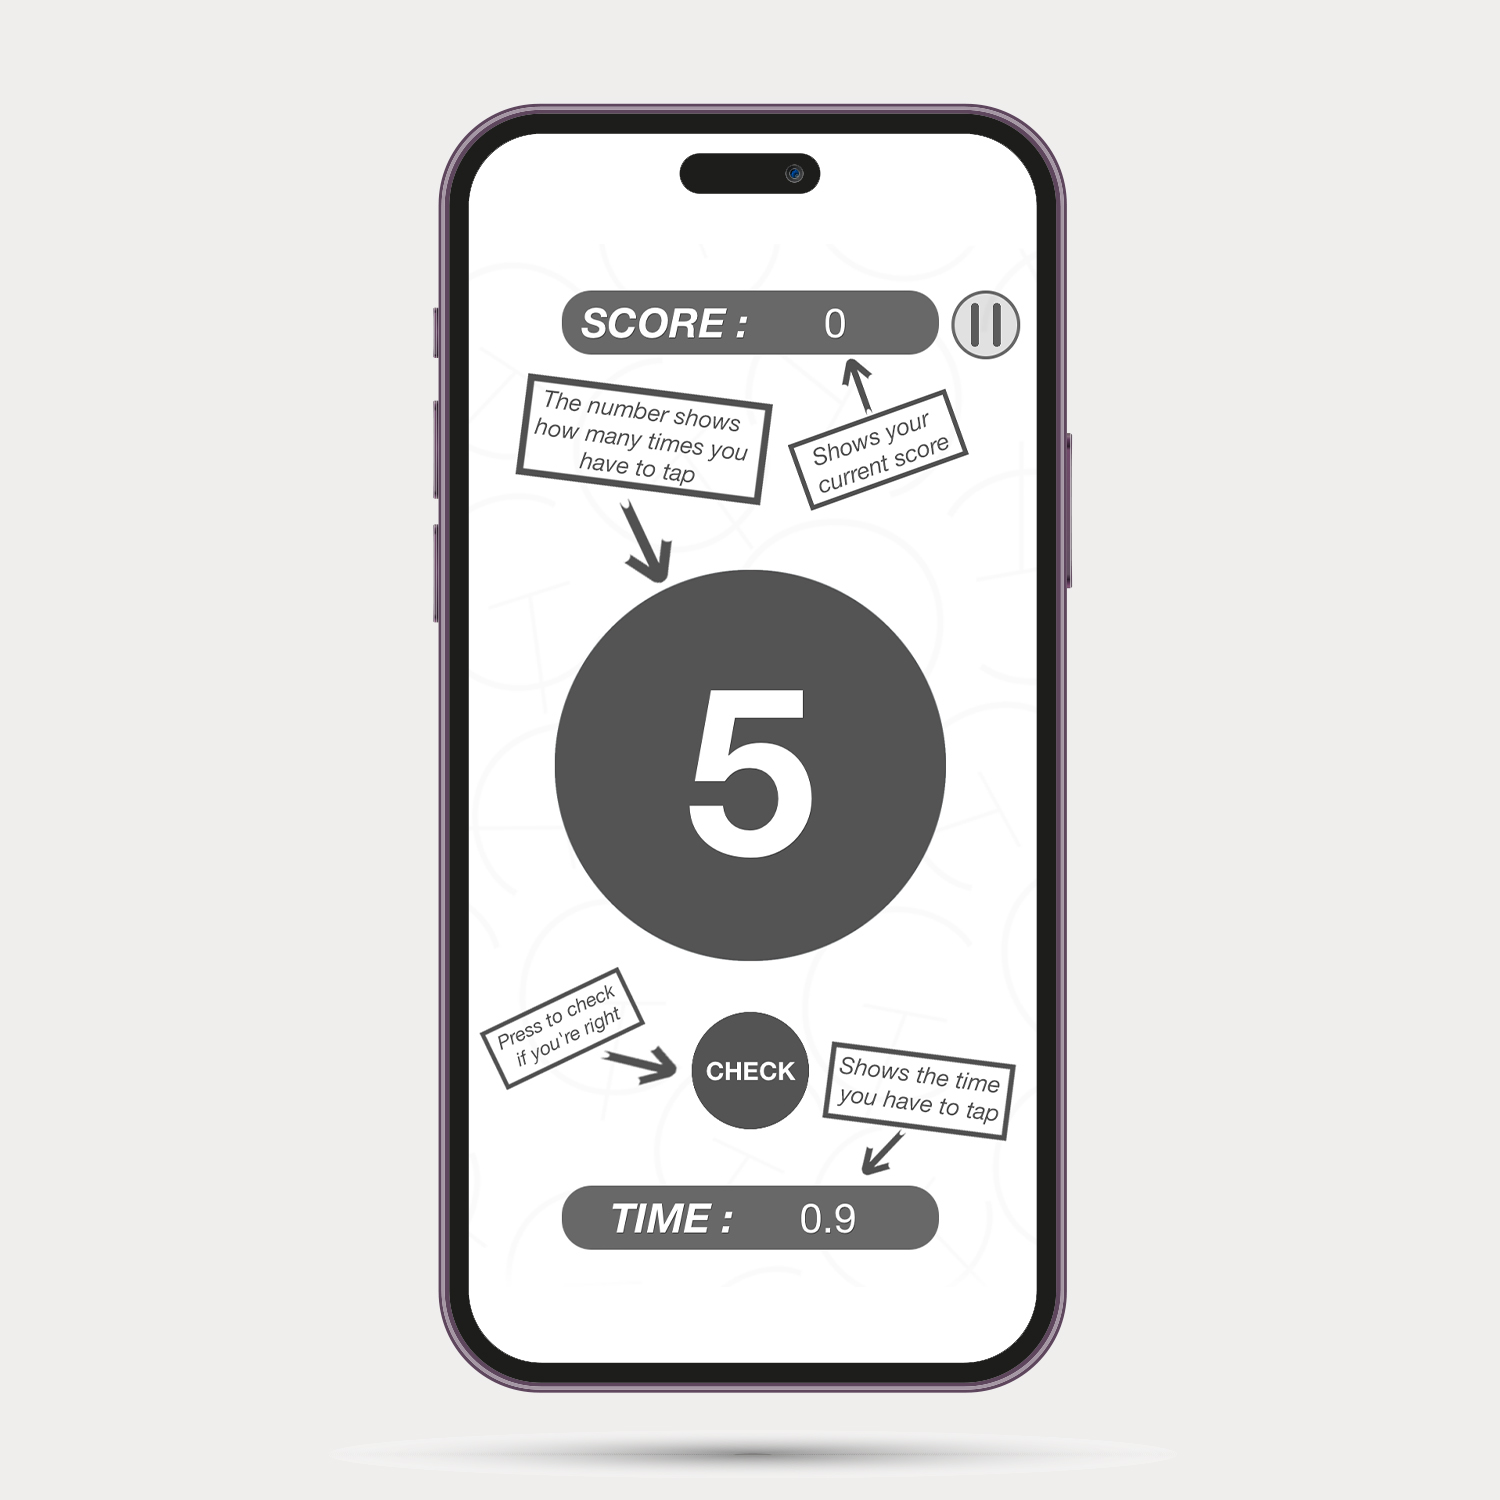 SCORE : 0
The number shows
how many times you
have to tap
Shows your
current score
5
Press to check
if you're right
CHECK
Shows the time
you have to tap
TIME : 0.9